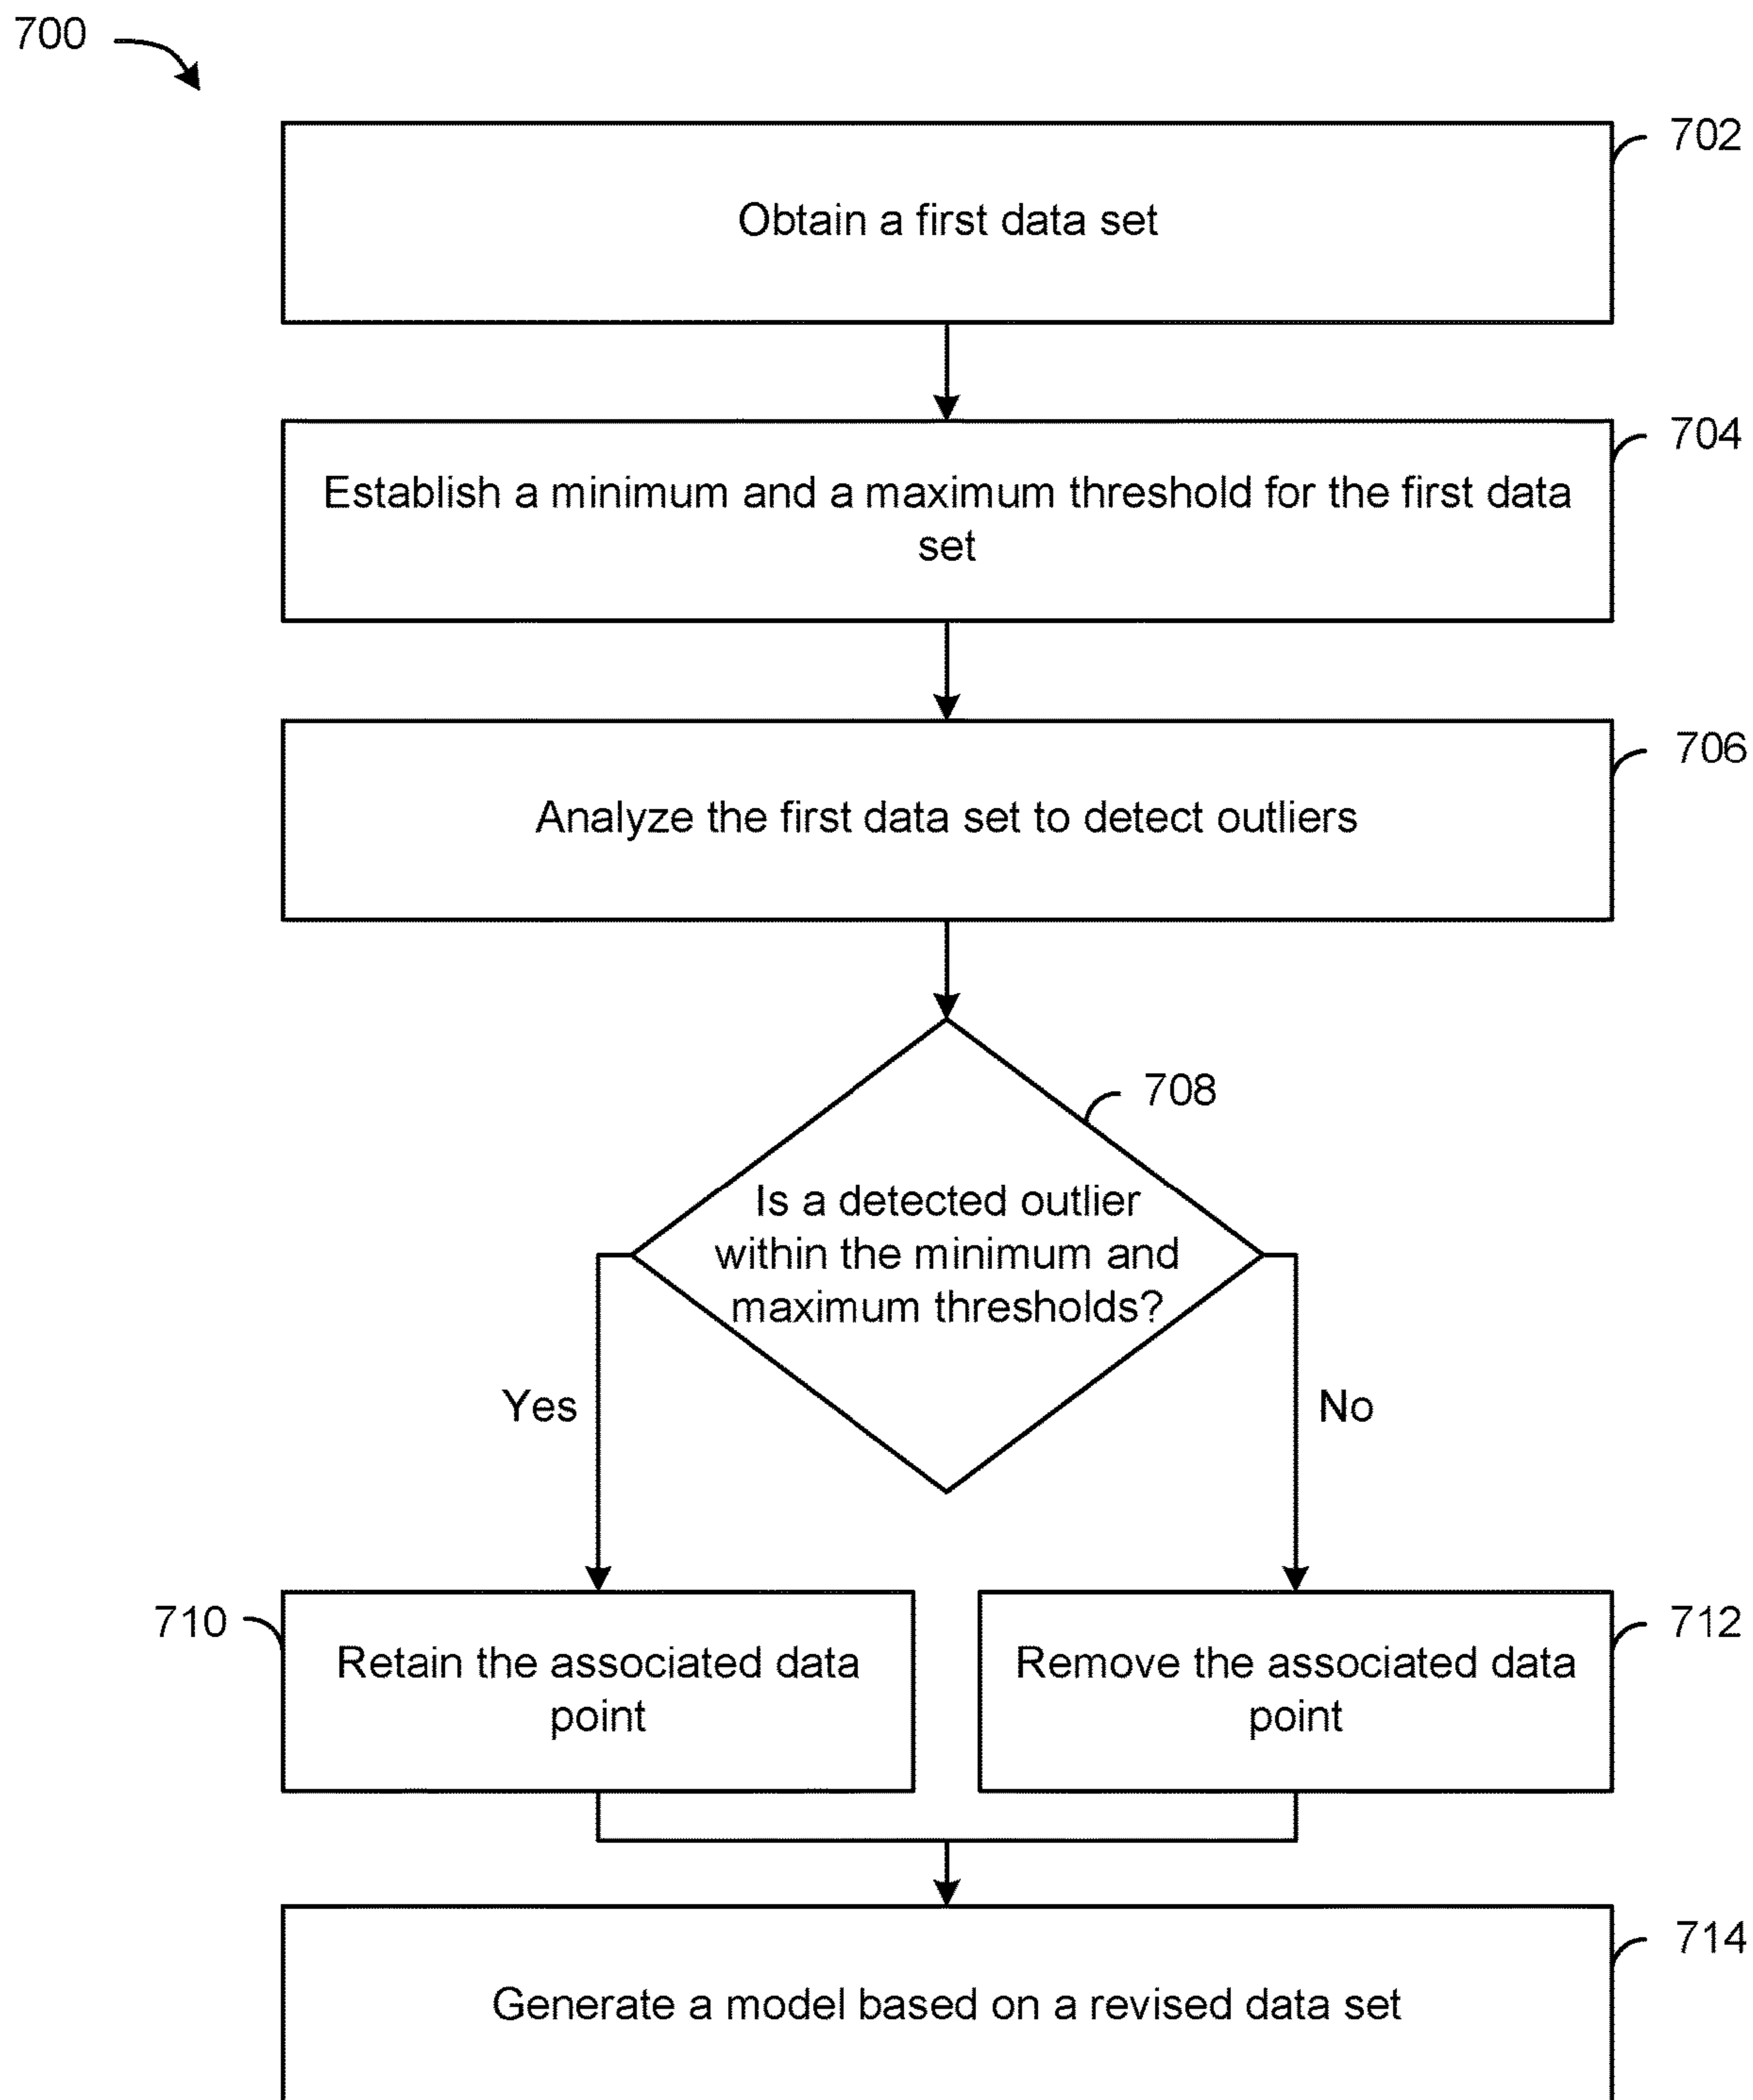 700
702
Obtain a first data set
704
Establish a minimum and a maximum threshold for the first data
set
706
Analyze the first data set to detect outliers
708
Is a detected outlier
within the minimum and
maximum thresholds?
Yes
No
710
Retain the associated data
point
712
Remove the associated data
point
714
Generate a model based on a revised data set